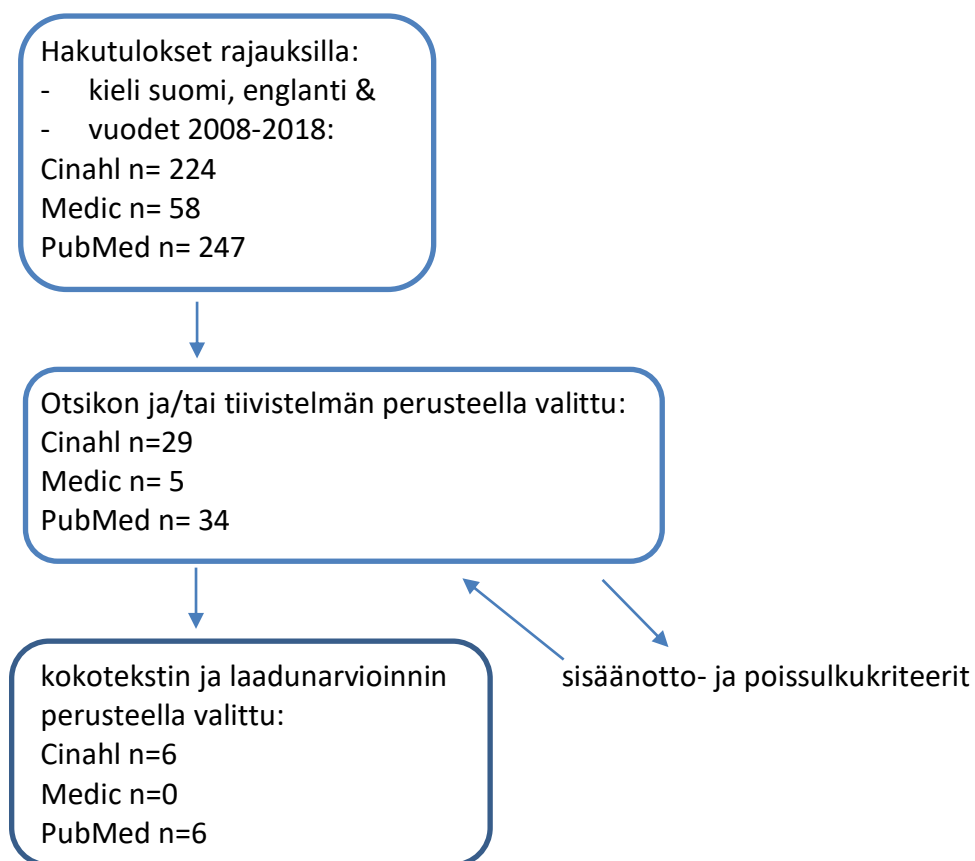 Hakutulokset rajauksilla:
- kieli suomi, englanti &
- vuodet 2008-2018:
Cinahl n= 224
Medic n= 58
PubMed n= 247
Otsikon ja/tai tiivistelmän perusteella valittu:
Cinahl n=29
Medic n= 5
PubMed n= 34
kokotekstin ja laadunarvioinnin
perusteella valittu:
Cinahl n=6
Medic n=0
PubMed n=6
sisäänotto- ja poissulkukriteerit